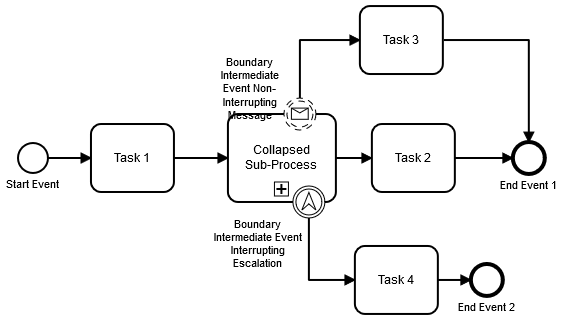 Task 3
Boundary
Intermediate
Event Non-
Interrupting
Message
Task 1
Collapsed
Sub-Process
Task 2
Start Event
End Event 1
Boundary
Intermediate Event
Interrupting
Escalation
Task 4
End Event 2